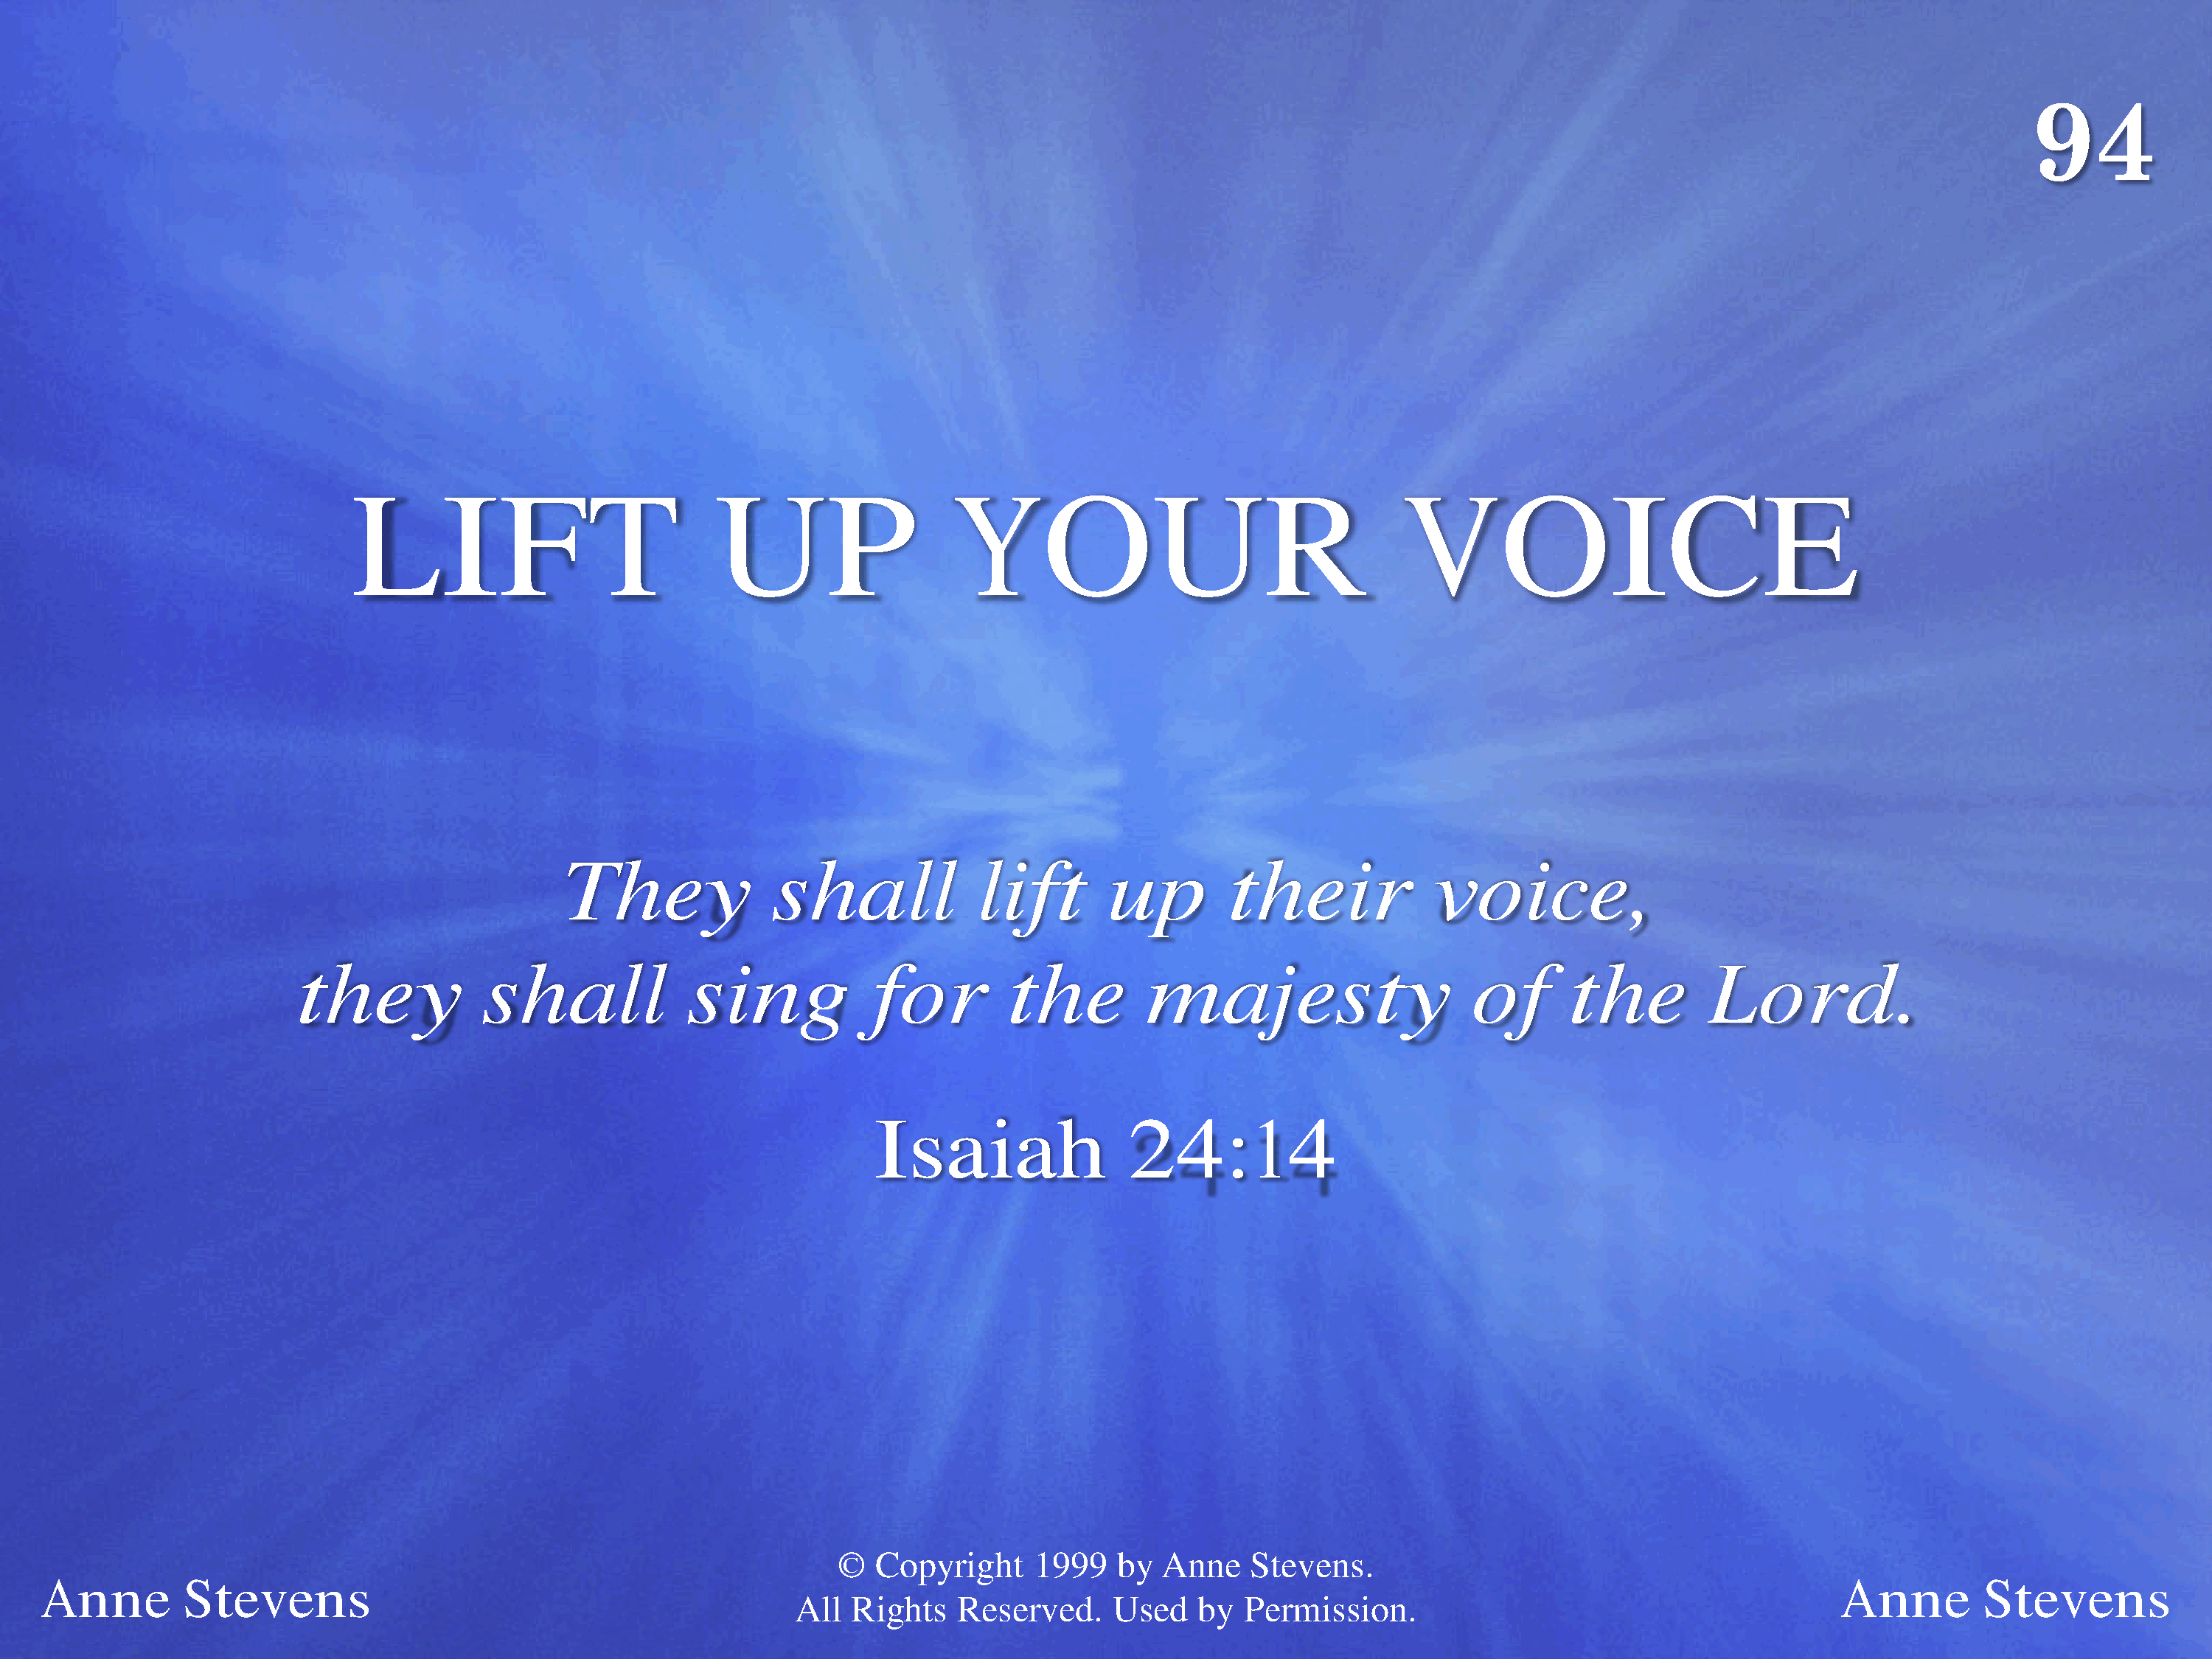 94
LIFT UP YOUR VOICE
They shall lift up their voice,
they shall sing for the majesty of the Lord.
Isaiah 24:14
Anne Stevens
© Copyright 1999 by Anne Stevens.
All Rights Reserved. Used by Permission.
Anne Stevens